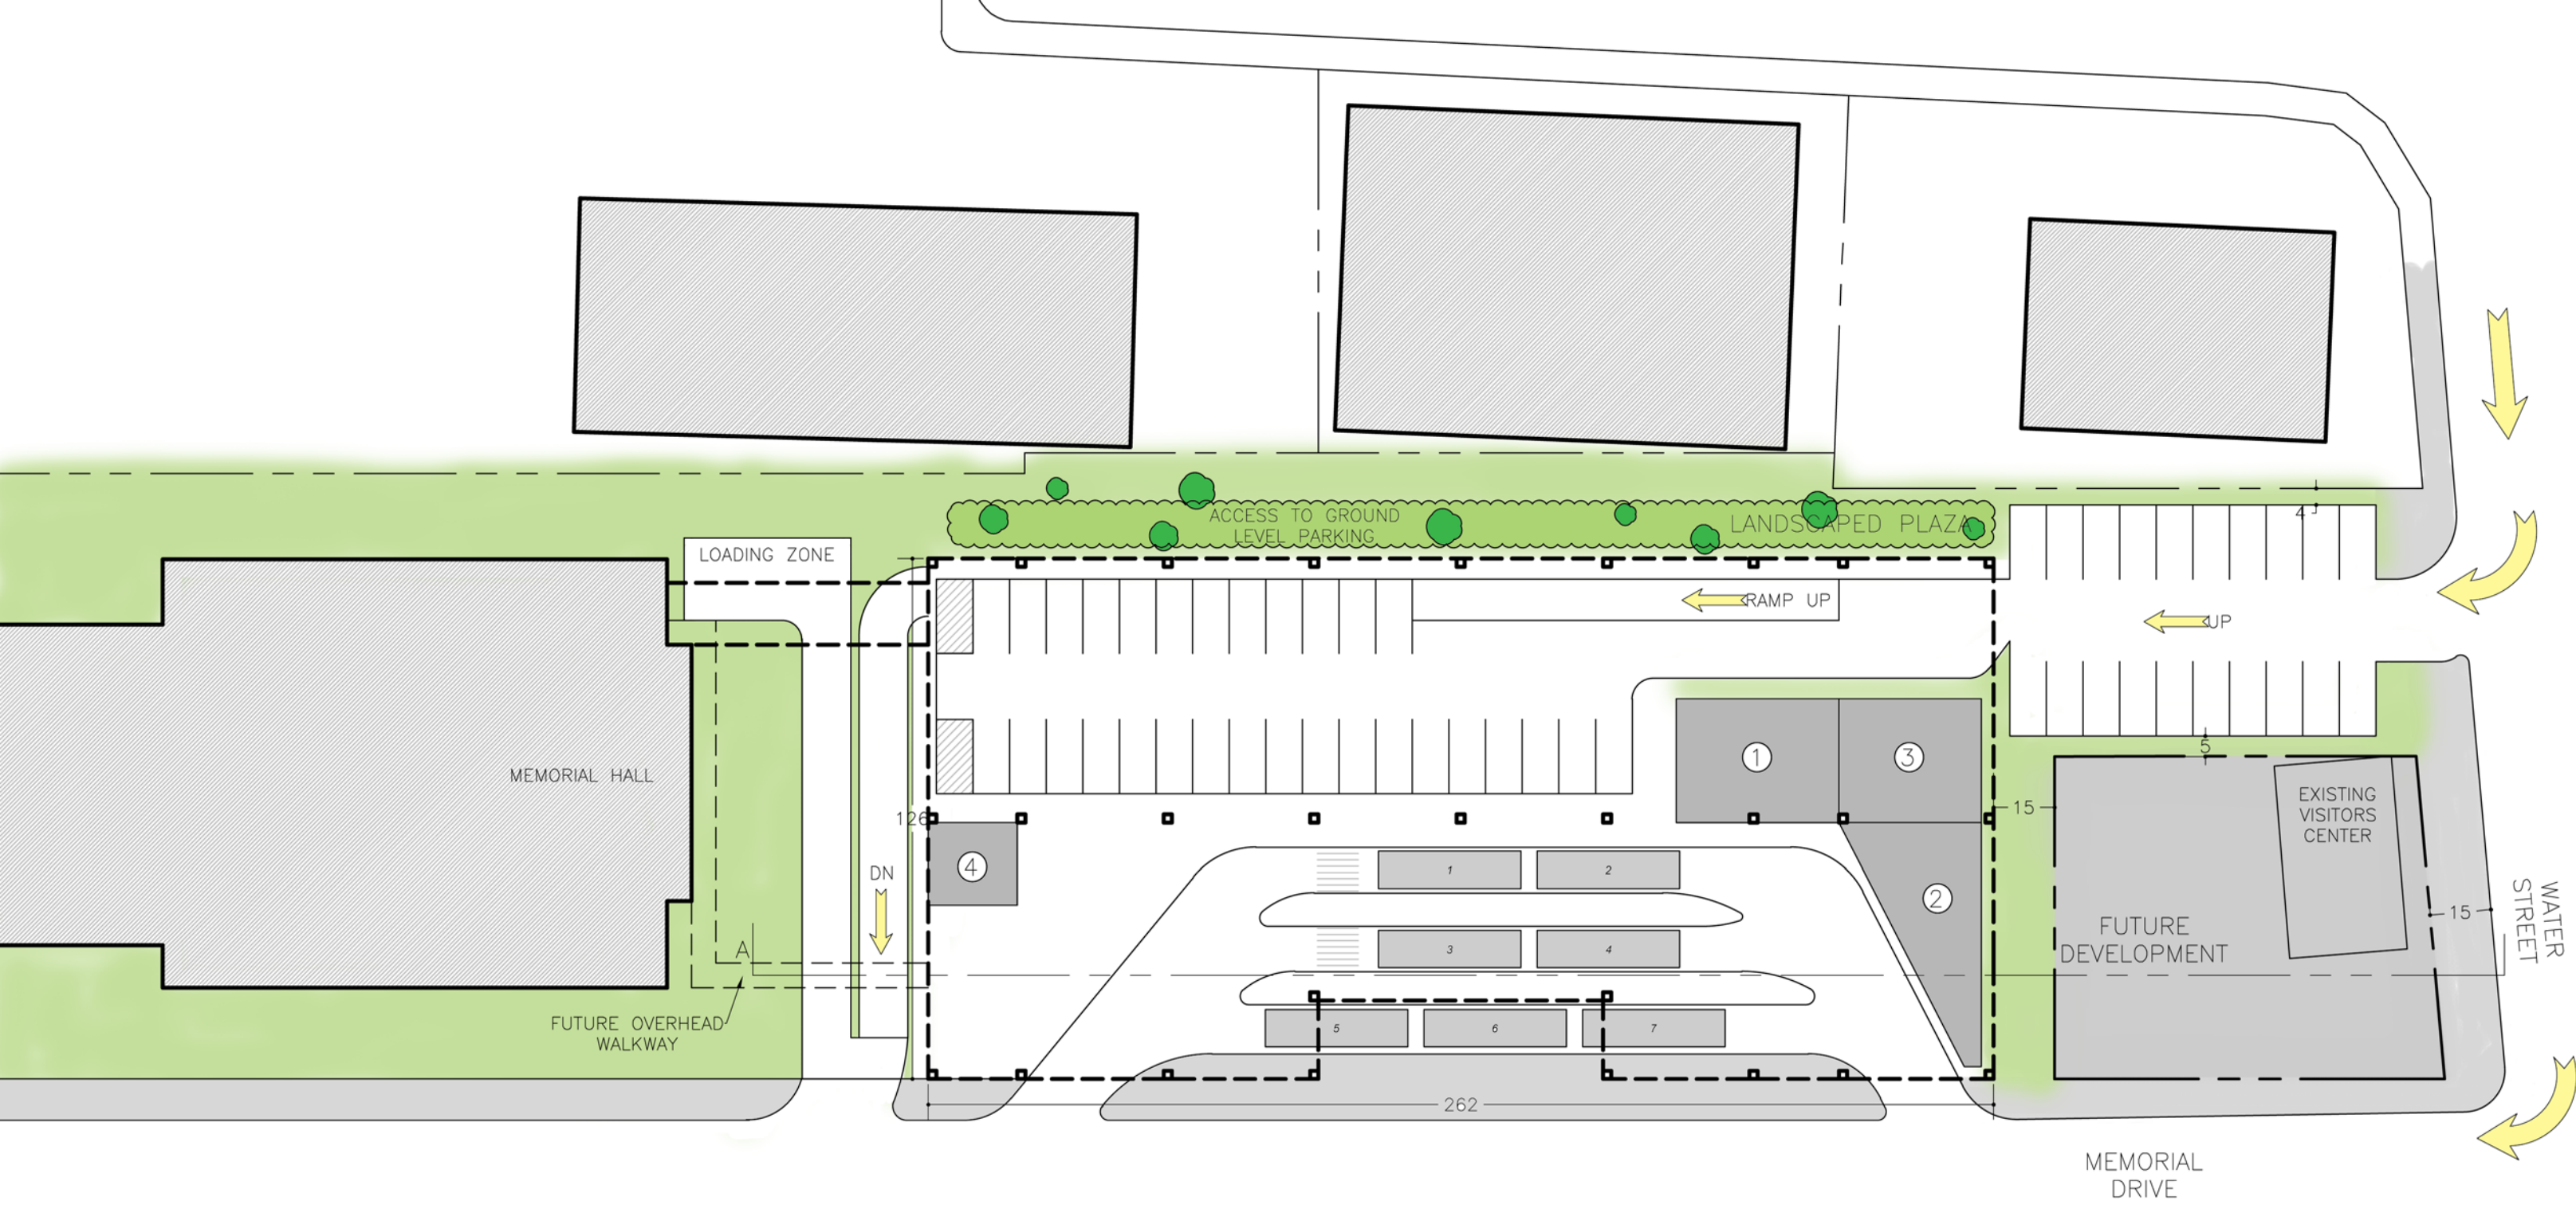 ACCESS TO GROUND
LEVEL PARKING
LANDSCAPED PLAZA
4
LOADING ZONE
RAMP UP
UP
5
1
3
MEMORIAL HALL
EXISTING
VISITORS
CENTER
15
126
4
DN
1
2
2
15
WATER
STREET
FUTURE
DEVELOPMENT
A
3
4
FUTURE OVERHEAD
WALKWAY
5
6
7
262
MEMORIAL
DRIVE